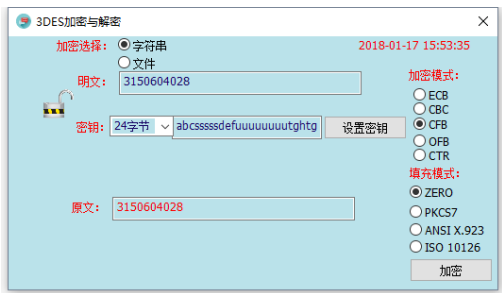 3DES加密与解密
加密选择： 字符串 2018-01-17 15:53:35
文件
明文： 3150604028
加密模式：
ECB
CBC
密钥： 24字节 abcsssssdefuuuuuuuutghtg 设置密钥
CFB
OFB
CTR
填充模式：
ZERO
原文： 3150604028
PKCS7
ANSI X.923
ISO 10126
加密